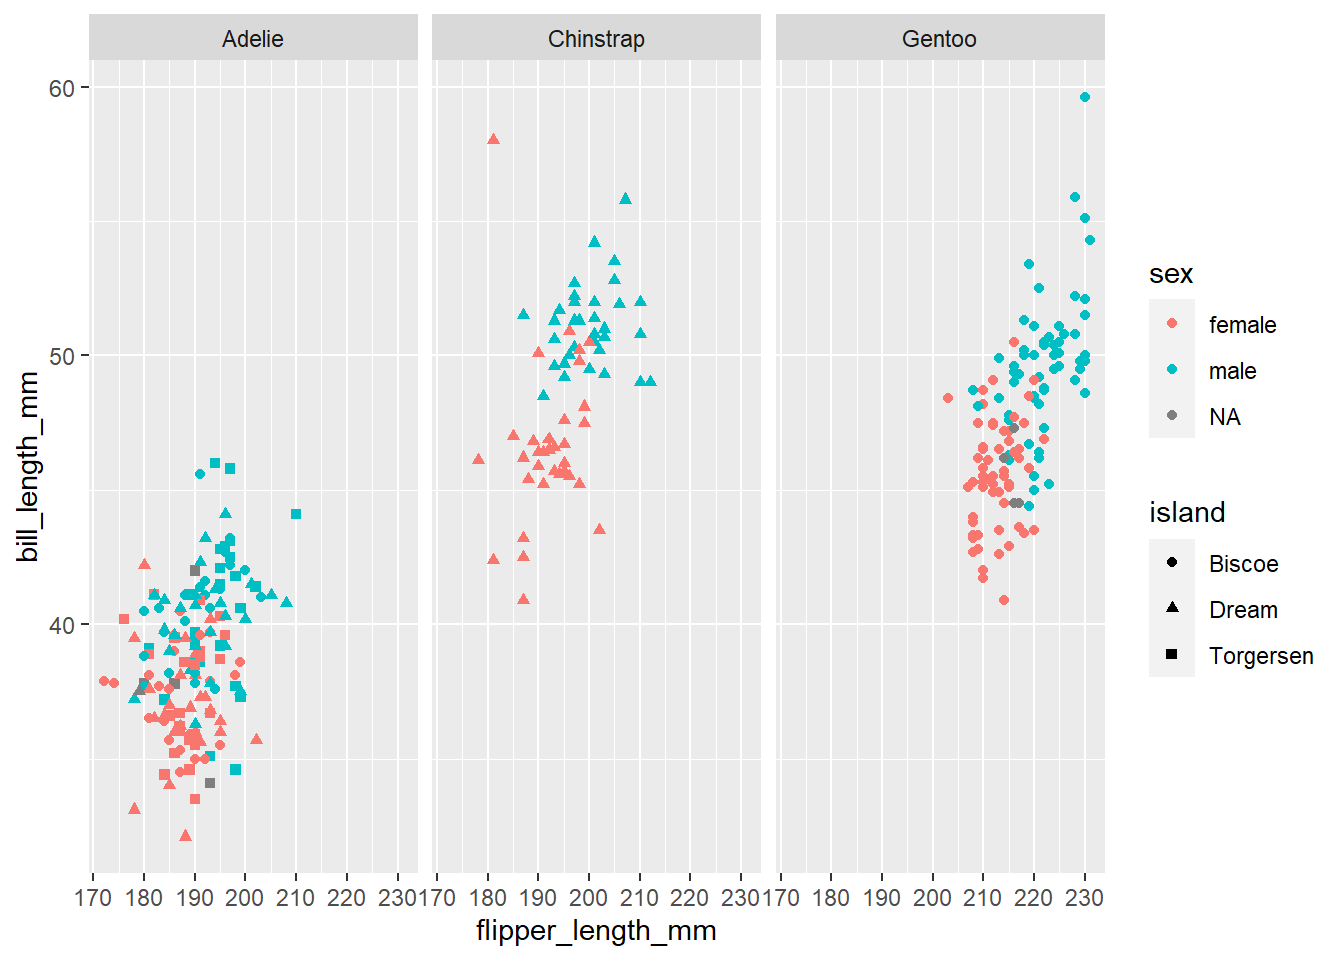 Adelie
Chinstrap
Gentoo
60
50
40
bill_length_mm
170 180 190 200 210 220 230
170 180 190 200 210 220 230
170 180 190 200 210 220 230
flipper_length_mm
sex
female
male
NA
island
Biscoe
Dream
Torgersen